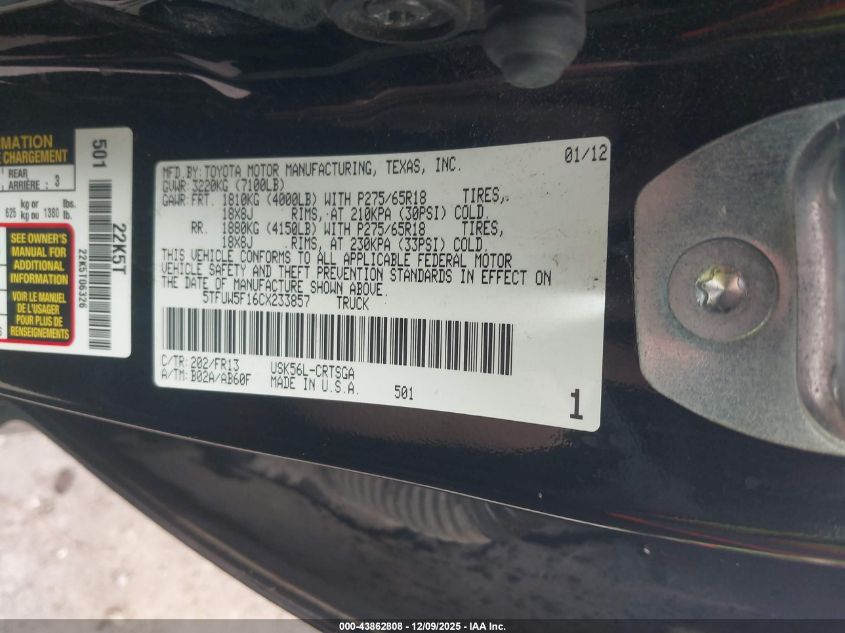 MATION
CHARGEMENT
REAR
ARRIÈRE : 3
kg or lbs.
625 kg ou 1380 lb.
SEE OWNER'S
MANUAL FOR
ADDITIONAL
INFORMATION
VOIR LE MANUEL
DE L'USAGER
POUR PLUS DE
RENSEIGNEMENTS
501
22K5T
22K5T06326
MFD. BY: TOYOTA MOTOR MANUFACTURING, TEXAS, INC. 01/12
GVWR: 3220KG (7100LB)
GAWR: FRT. 1810KG (4000LB) WITH P275/65R18 TIRES,
18X8J RIMS, AT 210KPA (30PSI) COLD.
RR. 1880KG (4150LB) WITH P275/65R18 TIRES,
18X8J RIMS, AT 230KPA (33PSI) COLD.
THIS VEHICLE CONFORMS TO ALL APPLICABLE FEDERAL MOTOR
VEHICLE SAFETY AND THEFT PREVENTION STANDARDS IN EFFECT ON
THE DATE OF MANUFACTURE SHOWN ABOVE.
5TFUW5F16CX233857 TRUCK
C/TR: 202/FR13 USK56L-CRTSGA
A/TM: B02A/AB60F MADE IN U.S.A. 501
1
000-43862808 - 12/09/2025 - IAA Inc.